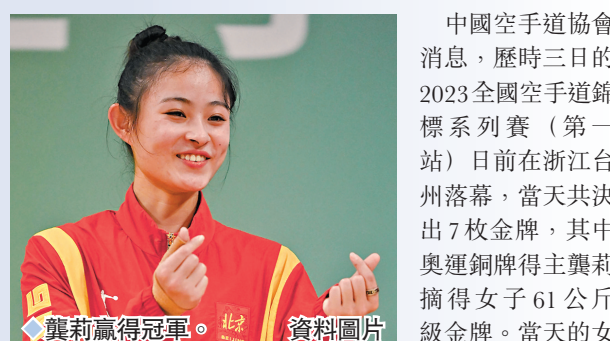 中國空手道協會
消息，歷時三日的
2023全國空手道錦
標系列賽（第一
站）日前在浙江台
州落幕，當天共決
出7枚金牌，其中
奧運銅牌得主龔莉
摘得女子61公斤
級金牌。當天的女
北京
◆龔莉贏得冠軍。 資料圖片